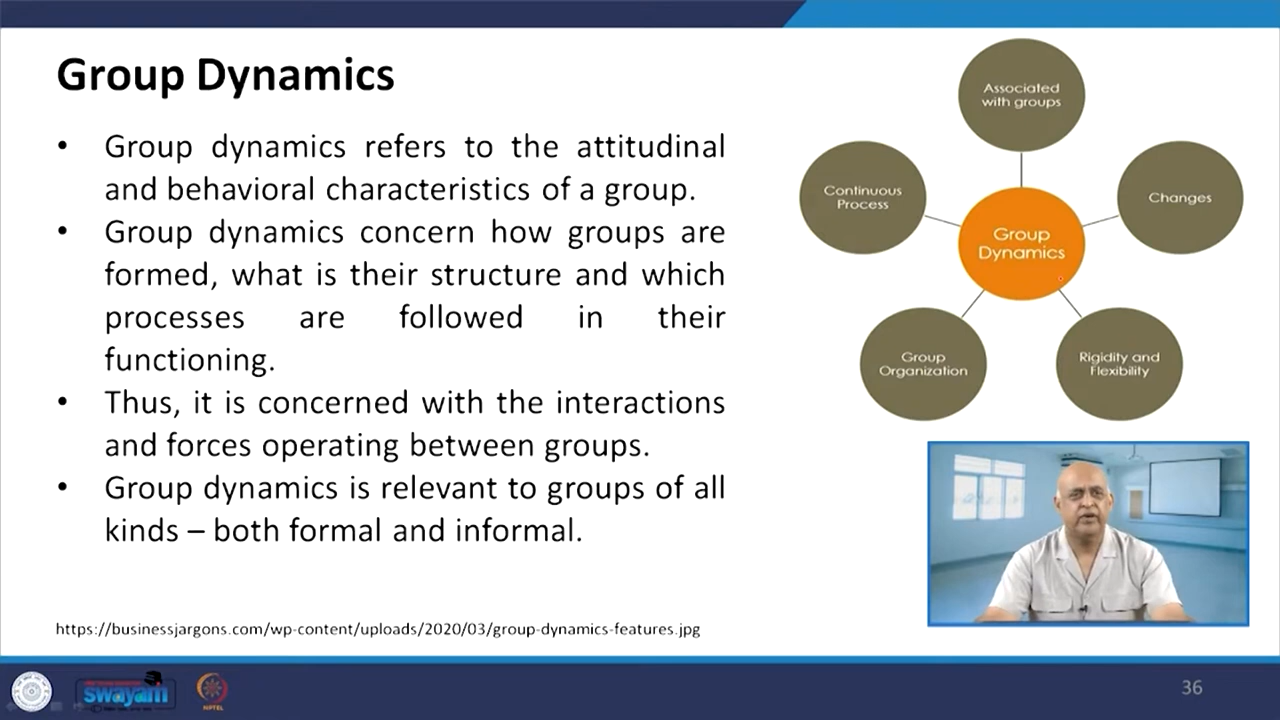 Group Dynamics
• Group dynamics refers to the attitudinal
and behavioral characteristics of a group.
• Group dynamics concern how groups are
formed, what is their structure and which
processes are followed in their
functioning.
• Thus, it is concerned with the interactions
and forces operating between groups.
• Group dynamics is relevant to groups of all
kinds – both formal and informal.
https://businessjargons.com/wp-content/uploads/2020/03/group-dynamics-features.jpg
Associated
with groups
Continuous
Process
Changes
Group
Dynamics
Group
Organization
Rigidity and
Flexibility
swayam
NPTEL
36